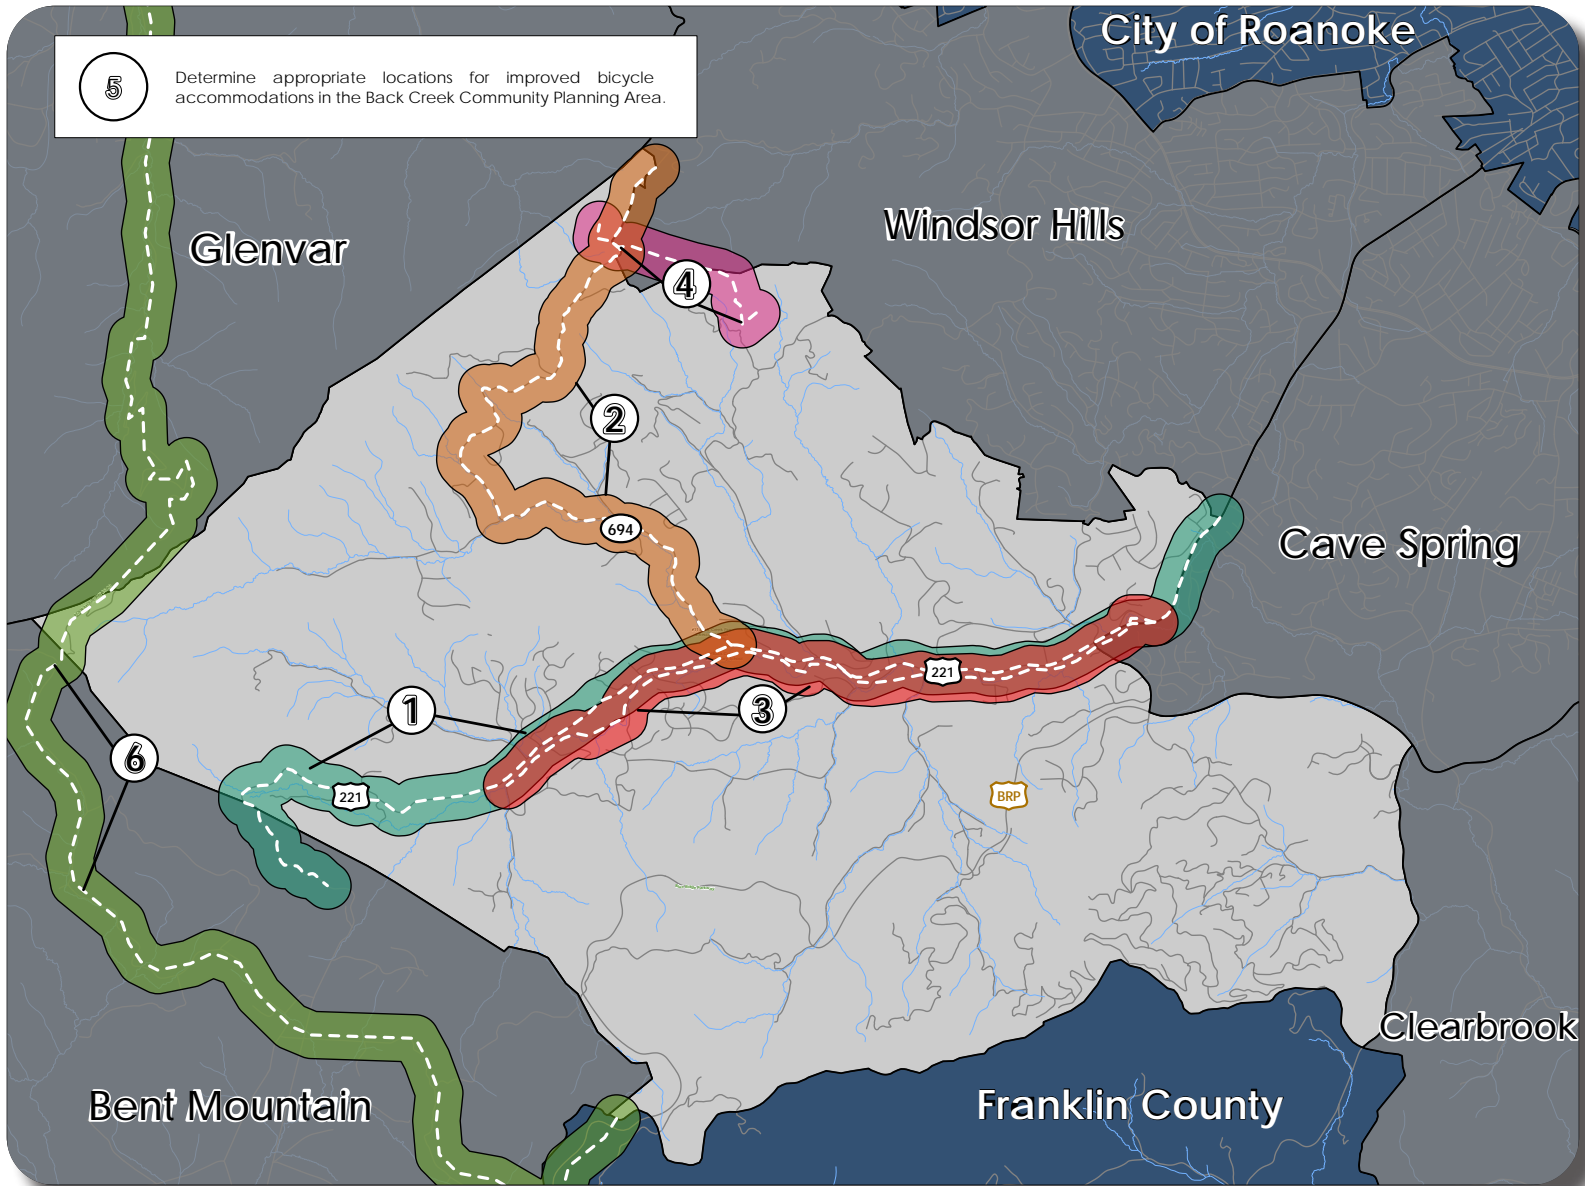 City of Roanoke
5
Determine appropriate locations for improved bicycle
accommodations in the Back Creek Community Planning Area.
Windsor Hills
Glenvar
4
2
694
Cave Spring
221
1
3
6
221
BRP
Clearbrook
Bent Mountain
Franklin County